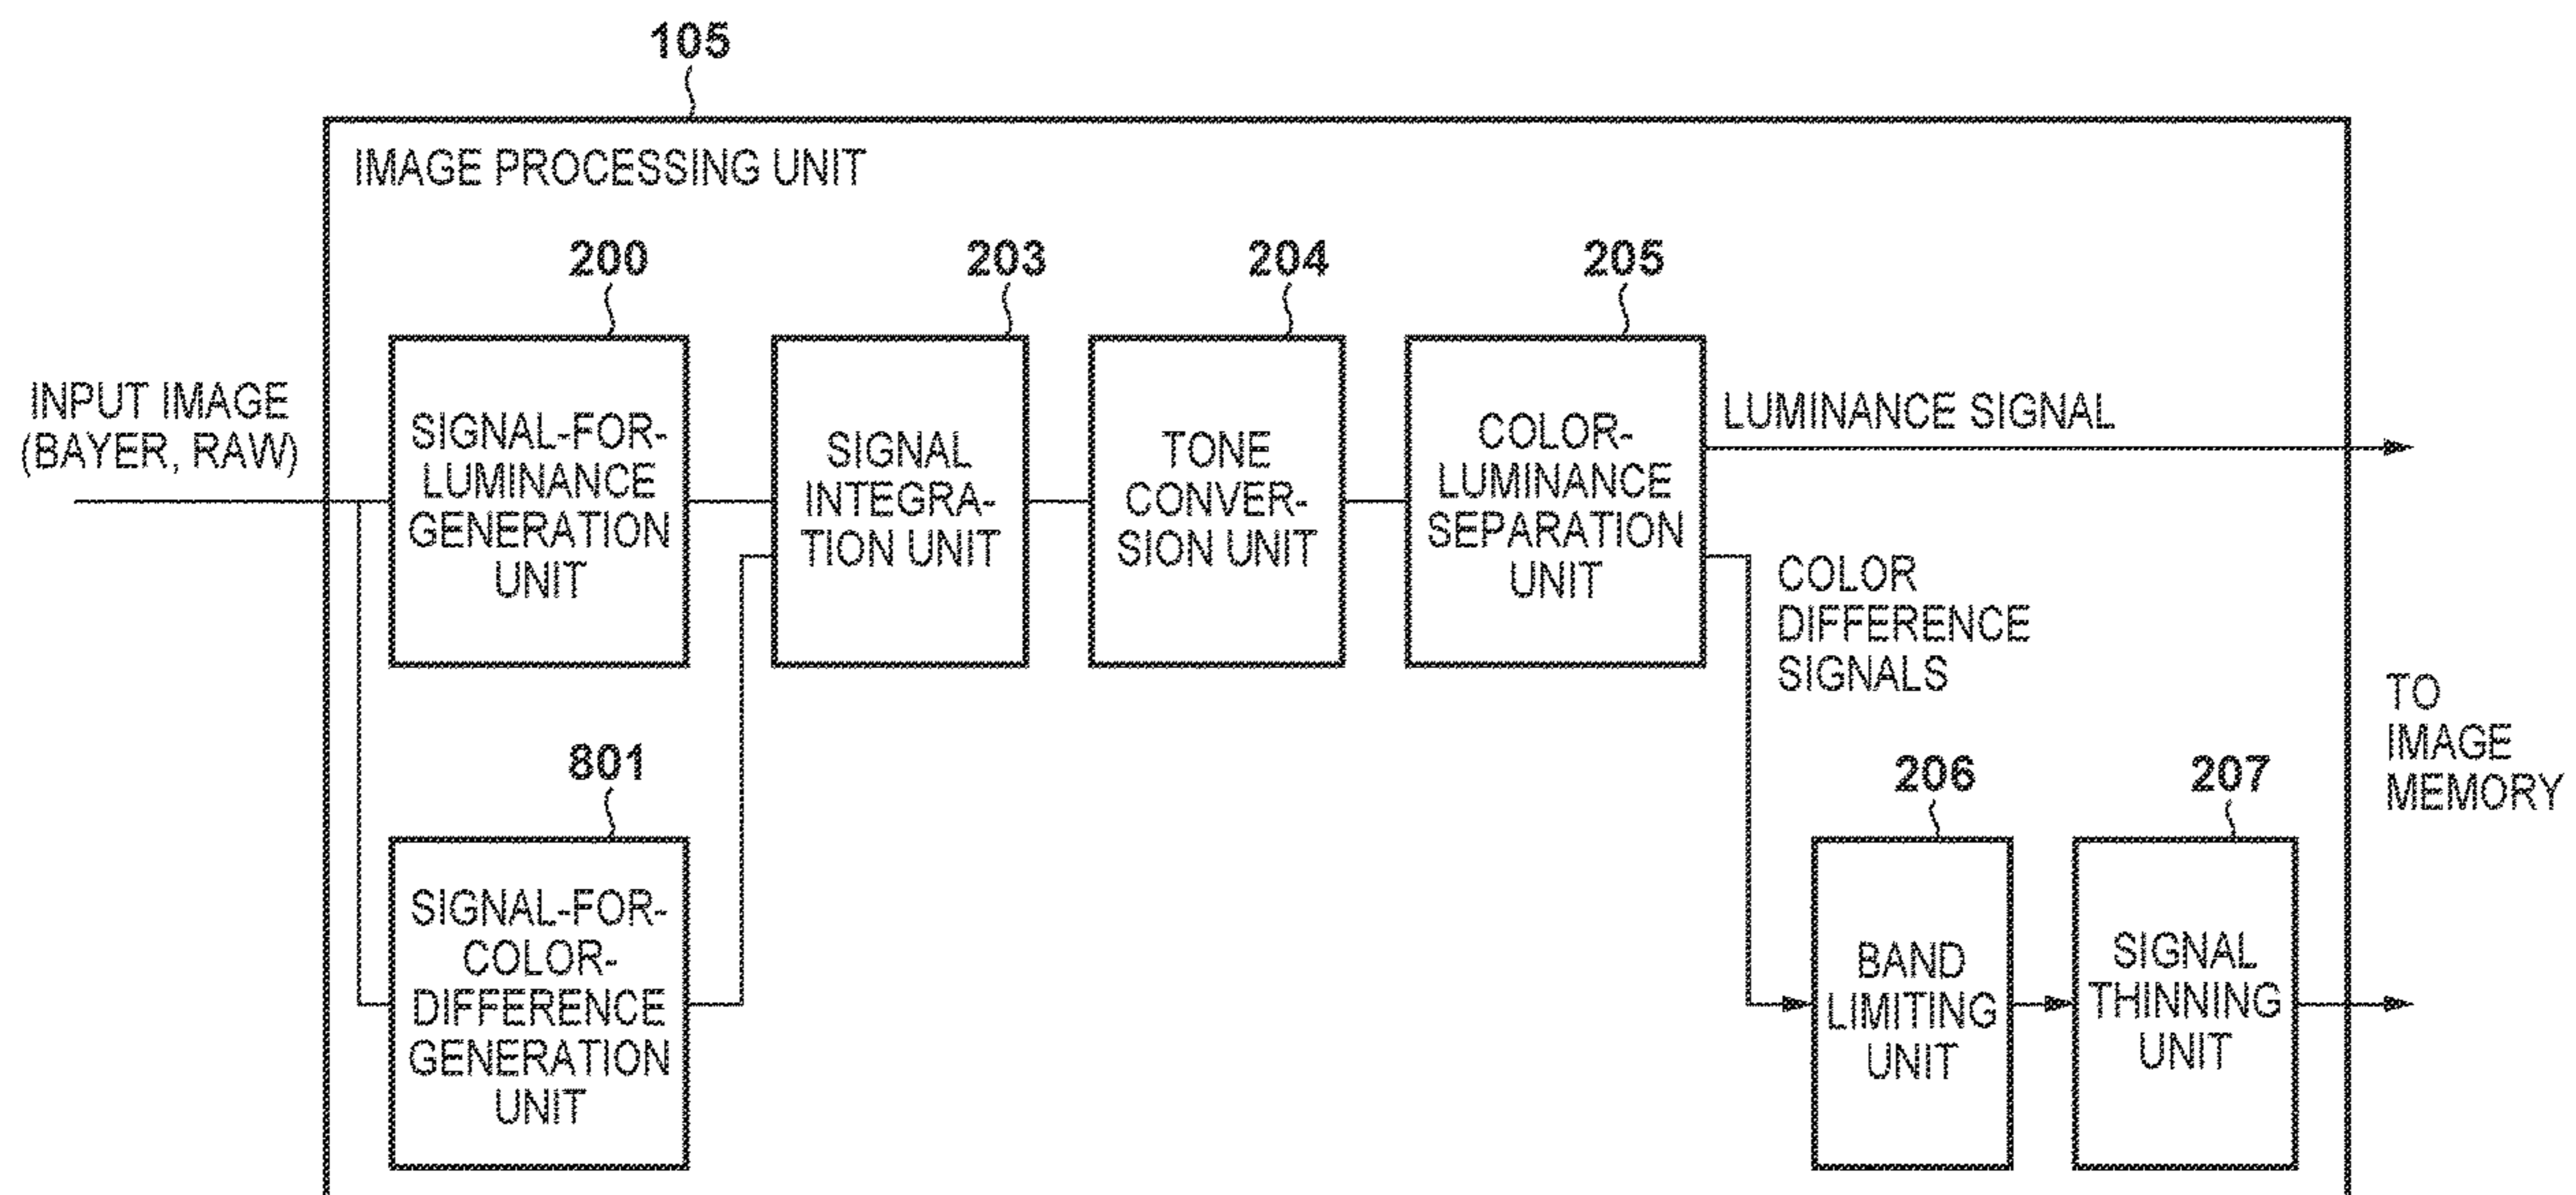 105
IMAGE PROCESSING UNIT
200
203
204
205
INPUT IMAGE
(BAYER, RAW)
SIGNAL-FOR-
LUMINANCE
GENERATION
UNIT
SIGNAL
INTEGRA-
TION UNIT
TONE
CONVER-
SION UNIT
COLOR-
LUMINANCE
SEPARATION
UNIT
LUMINANCE SIGNAL
COLOR
DIFFERENCE
SIGNALS
TO
IMAGE
MEMORY
801
206
207
SIGNAL-FOR-
COLOR-
DIFFERENCE
GENERATION
UNIT
BAND
LIMITING
UNIT
SIGNAL
THINNING
UNIT